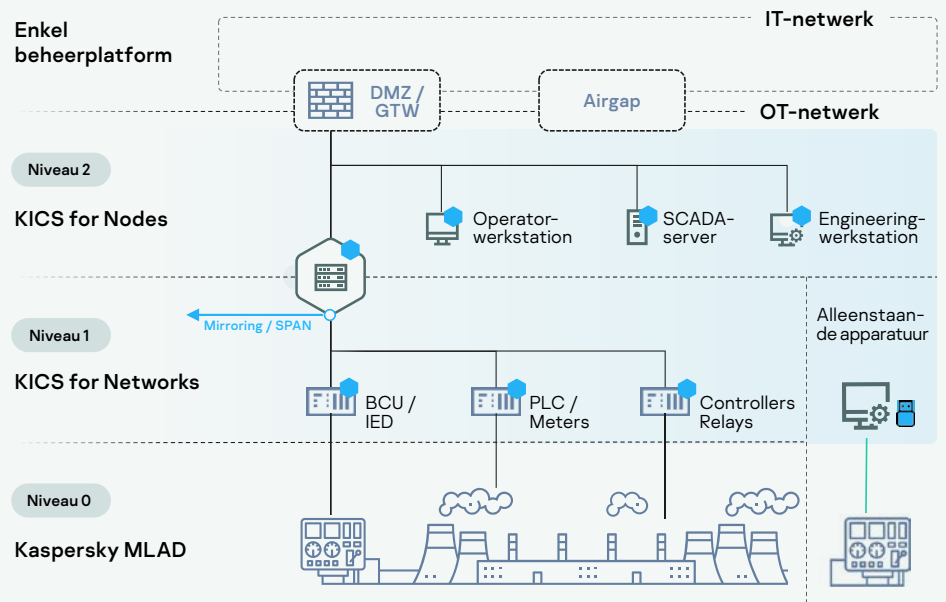 Enkel
beheerplatform
IT-netwerk
DMZ /
GTW
Airgap
OT-netwerk
Niveau 2
KICS for Nodes
Operator-
werkstation
SCADA-
server
Engineering-
werkstation
Mirroring / SPAN
Niveau 1
KICS for Networks
Alleenstaan-
de apparatuur
BCU /
IED
PLC /
Meters
Controllers
Relays
Niveau 0
Kaspersky MLAD